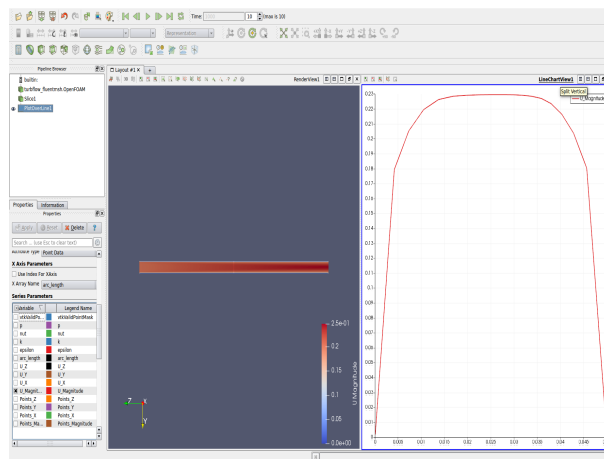 Time:
10
(max is 10)
Representation
Pipeline Browser
builtin:
turbflow_fluentmsh.OpenFOAM
Slice1
PlotOverLine1
Properties
Information
Properties
Apply
Reset
Delete
?
Search ... (use Esc to clear text)
Attribute Type
Point Data
X Axis Parameters
Use Index For XAxis
X Array Name
arc_length
Series Parameters
Variable
Legend Name
vtkValidPo...
vtkValidPointMask
p
p
nut
nut
k
k
epsilon
epsilon
arc_length
arc_length
U_Z
U_Z
U_Y
U_Y
U_X
U_X
U_Magnit...
U_Magnitude
Points_Z
Points_Z
Points_Y
Points_Y
Points_X
Points_X
Points_Ma...
Points_Magnitude
Layout #1
RenderView1
2.5e-01
0.2
0.15
0.1
0.05
0.0e+00
U Magnitude
Z
X
Y
LineChartView1
Split Vertical
U_Magnitude
0.23
0.22
0.21
0.2
0.19
0.18
0.17
0.16
0.15
0.14
0.13
0.12
0.11
0.1
0.09
0.08
0.07
0.06
0.05
0.04
0.03
0.02
0.01
0
0
0.005
0.01
0.015
0.02
0.025
0.03
0.035
0.04
0.045